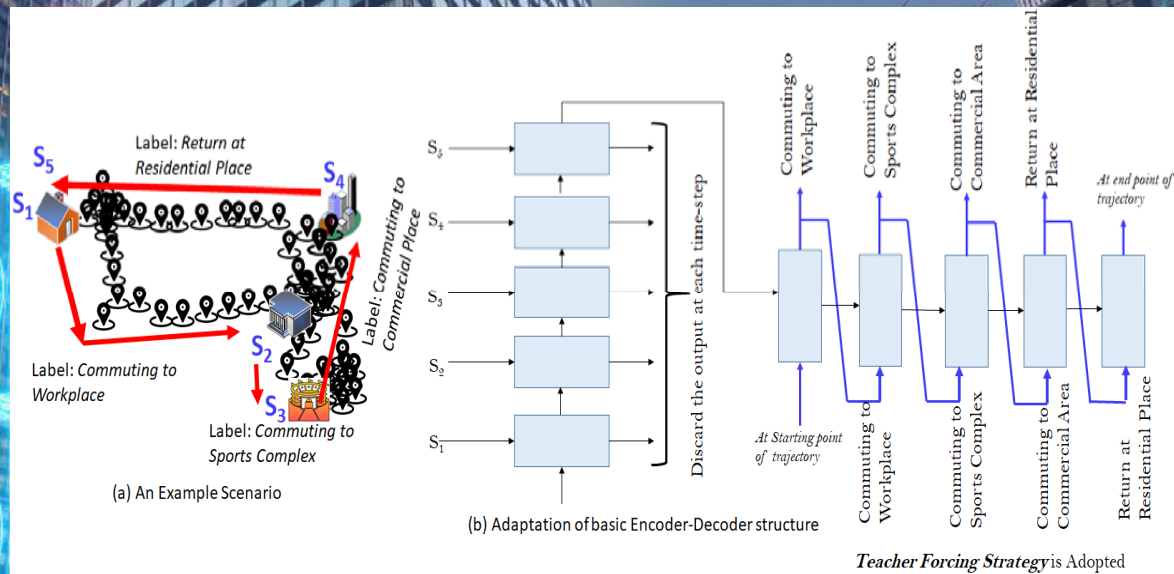 Label: Return at
Residential Place
S5
S4
S1
Label: Commuting to
Commercial Place
S2
Label: Commuting to
Workplace
S3
Label: Commuting to
Sports Complex
(a) An Example Scenario
S5
S4
S3
S2
S1
Discard the output at each time-step
(b) Adaptation of basic Encoder-Decoder structure
Commuting to
Workplace
Commuting to
Sports Complex
Commuting to
Commercial Area
Return at Residential
Place
At end point of
trajectory
At Starting point
of trajectory
Commuting to
Workplace
Commuting to
Sports Complex
Commuting to
Commercial Area
Return at
Residential Place
Teacher Forcing Strategy is Adopted